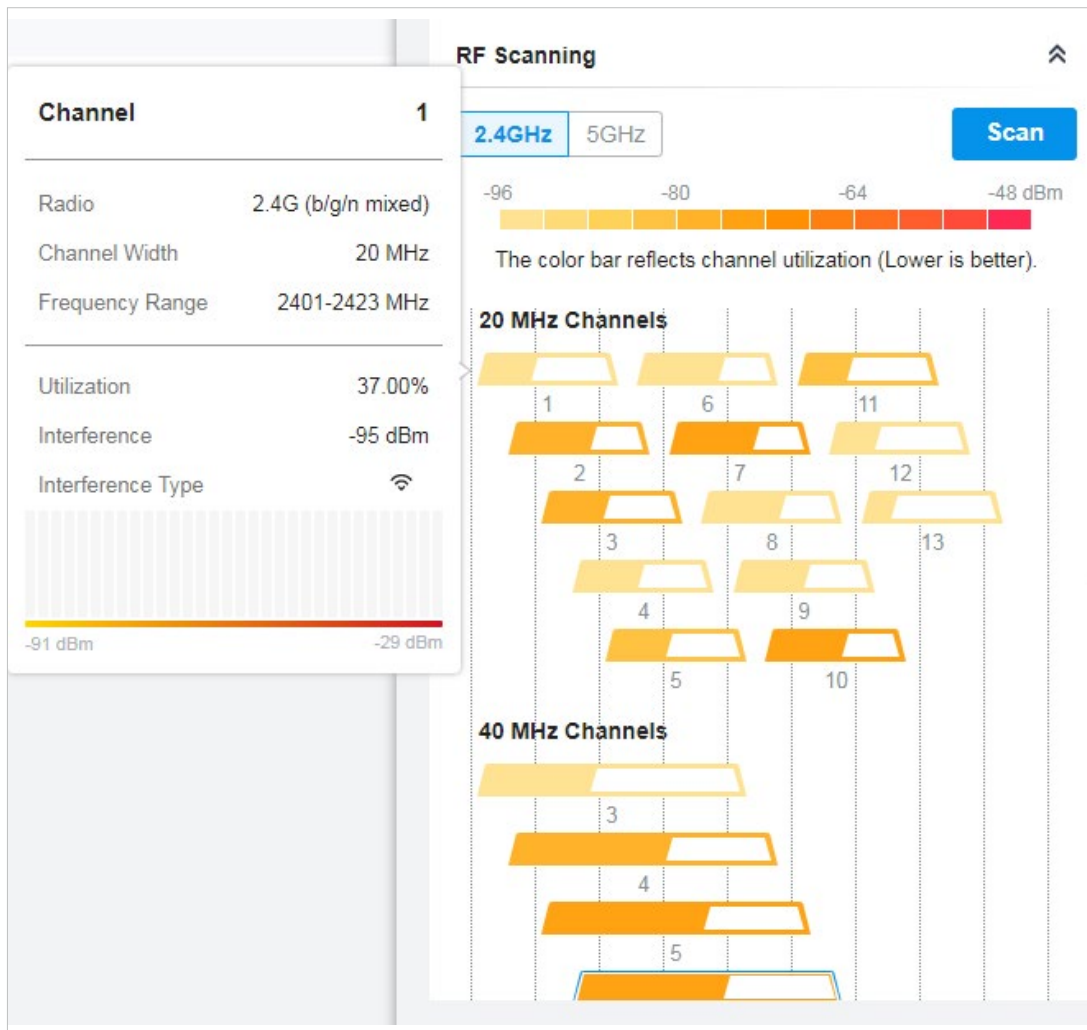 RF Scanning
Channel 1
2.4GHz 5GHz Scan
Radio 2.4G (b/g/n mixed)
Channel Width 20 MHz
Frequency Range 2401-2423 MHz
Utilization 37.00%
Interference -95 dBm
Interference Type
-91 dBm -29 dBm
-96 -80 -64 -48 dBm
The color bar reflects channel utilization (Lower is better).
20 MHz Channels
1 6 11
2 7 12
3 8 13
4 9
5 10
40 MHz Channels
3
4
5